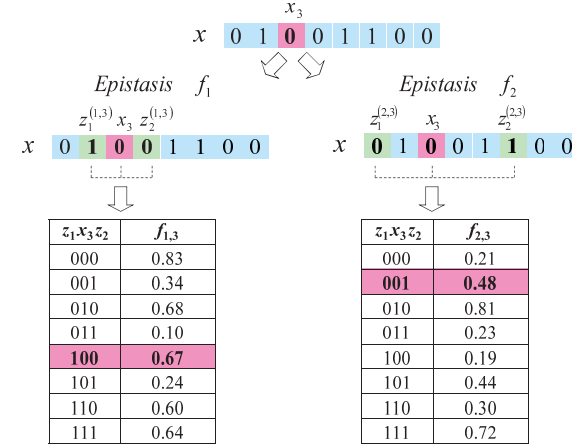 x₃
x 0 1 0 0 1 1 0 0
Epistasis f₁
z₁⁽¹,³⁾ x₃ z₂⁽¹,³⁾
x 0 1 0 0 1 1 0 0
z₁x₃z₂ f₁,₃
000 0.83
001 0.34
010 0.68
011 0.10
100 0.67
101 0.24
110 0.60
111 0.64
Epistasis f₂
z₁⁽²,³⁾ x₃ z₂⁽²,³⁾
x 0 1 0 0 1 1 0 0
z₁x₃z₂ f₂,₃
000 0.21
001 0.48
010 0.81
011 0.23
100 0.19
101 0.44
110 0.30
111 0.72